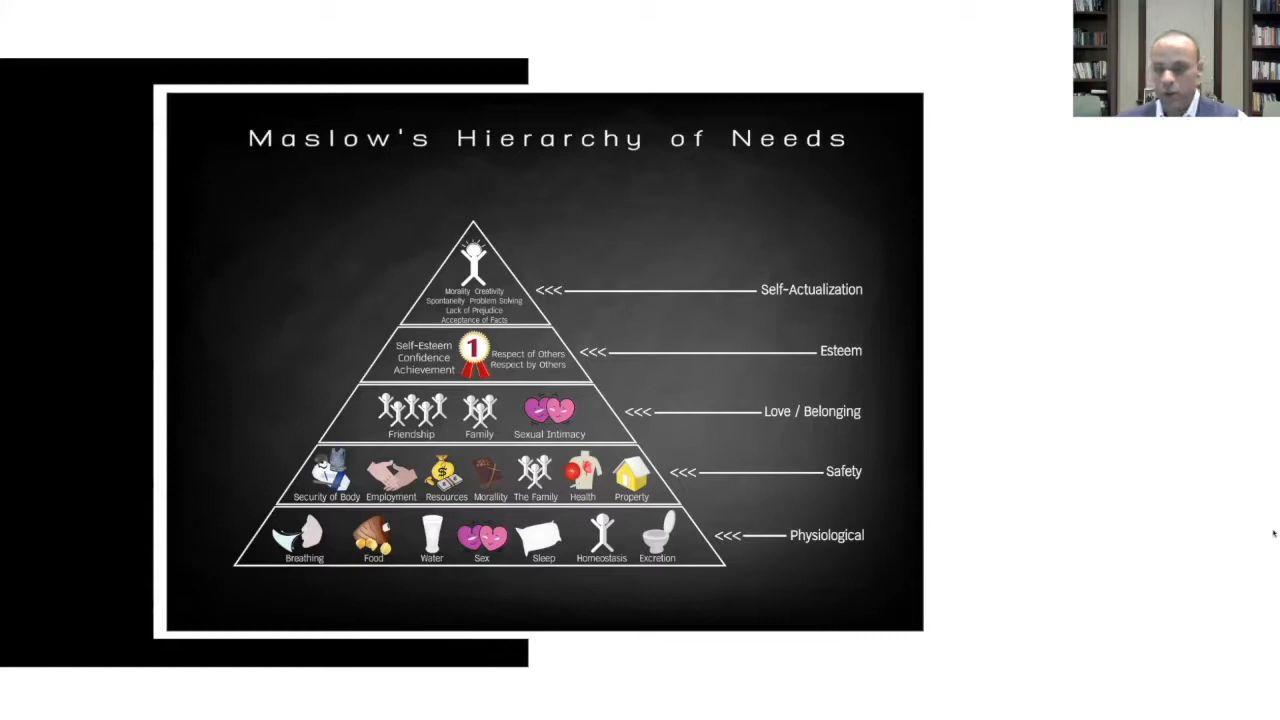 Maslow's Hierarchy of Needs
Morality Creativity
Spontaneity Problem Solving
Lack of Prejudice
Acceptance of Facts
Self-Actualization
Self-Esteem
Confidence
Achievement
1
Respect of Others
Respect by Others
Esteem
Friendship Family Sexual Intimacy
Love / Belonging
$
Security of Body Employment Resources Morallity The Family Health Property
Safety
Breathing Food Water Sex Sleep Homeostasis Excretion
Physiological